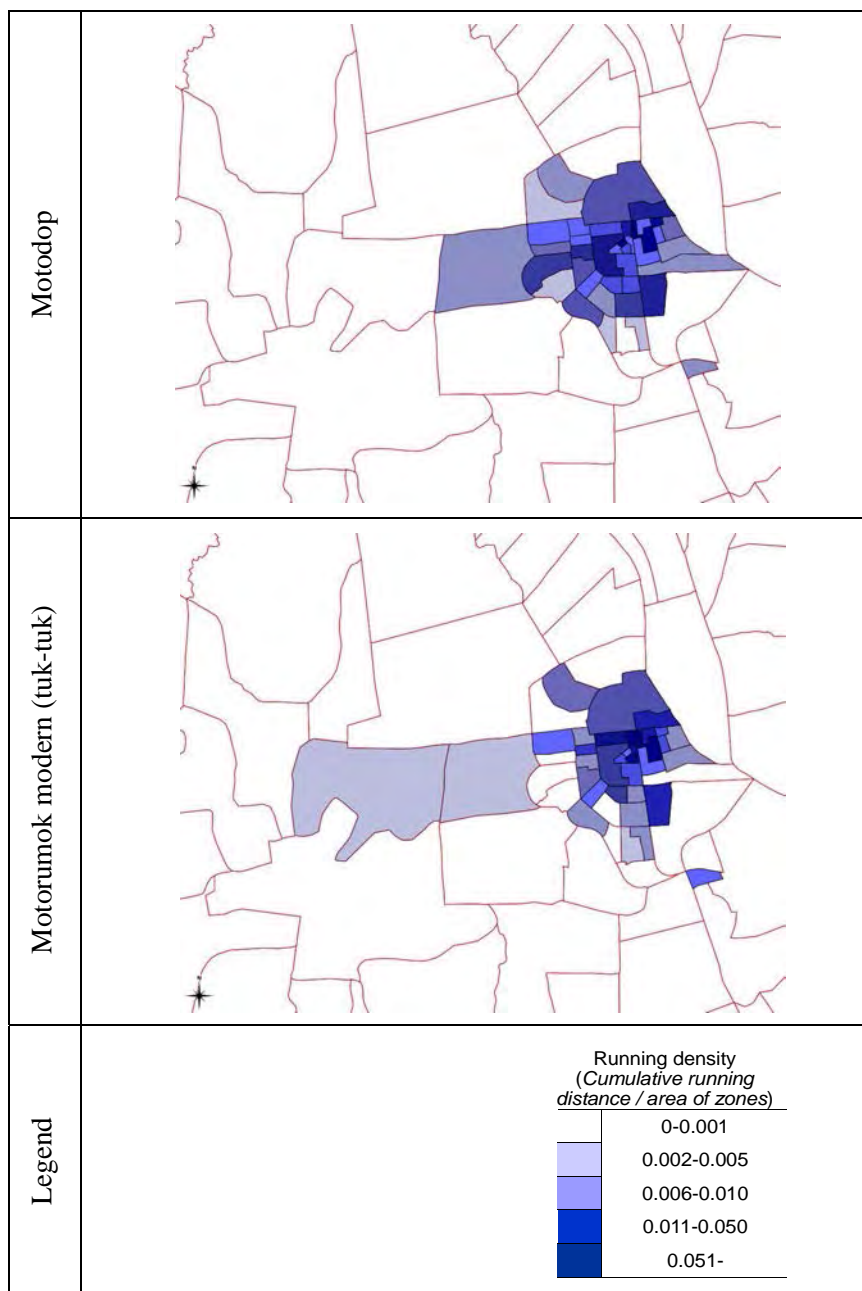 Motodop
Motorumok modern (tuk-tuk)
Legend
Running density
(Cumulative running
distance / area of zones)
0-0.001
0.002-0.005
0.006-0.010
0.011-0.050
0.051-